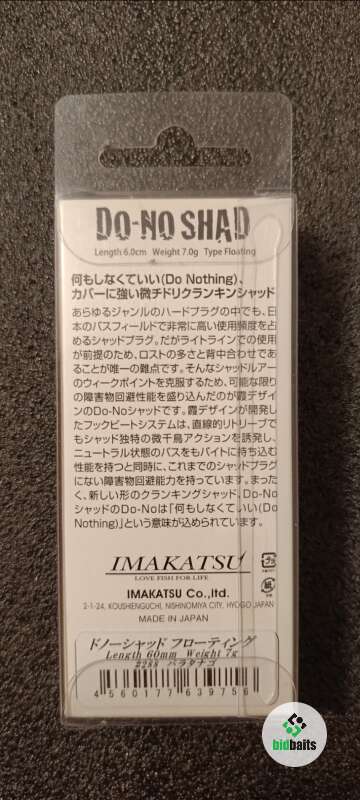 DO-NO SHAD
Length 6.0cm Weight 7.0g Type Floating
何もしなくていい(Do Nothing)、
カバーに強い微チドリクランキンシャッド
あらゆるジャンルのハードプラグの中でも、日
本のバスフィールドで非常に高い使用頻度を占
めるシャッドプラグ。だがライトラインでの使用
が前提のため、ロストの多さと背中合わせであ
ることが唯一の難点です。そんなシャッドルアー
のウィークポイントを克服するため、可能な限り
の障害物回避性能を盛り込んだのが霞デザイ
ンのDo-Noシャッドです。霞デザインが開発し
たフックビートシステムは、直線的リトリーブで
もシャッド独特の微千鳥アクションを誘発し、
ニュートラル状態のバスをもバイトに持ち込む
性能を持つと同時に、これまでのシャッドプラグ
にない障害物回避能力を持っています。まった
く、新しい形のクランキングシャッド、Do-No
シャッドのDo-Noは「何もしなくていい(Do
Nothing)」という意味が込められています。
IMAKATSU
LOVE FISH FOR LIFE
IMAKATSU Co.,ltd.
2-1-24, KOUSHIENGUCHI, NISHINOMIYA CITY, HYOGO JAPAN
MADE IN JAPAN
プラ
紙
ドノーシャッド フローティング
Length 60mm Weight 7g
#288 バラタナゴ
4 560177 639756
bidbaits